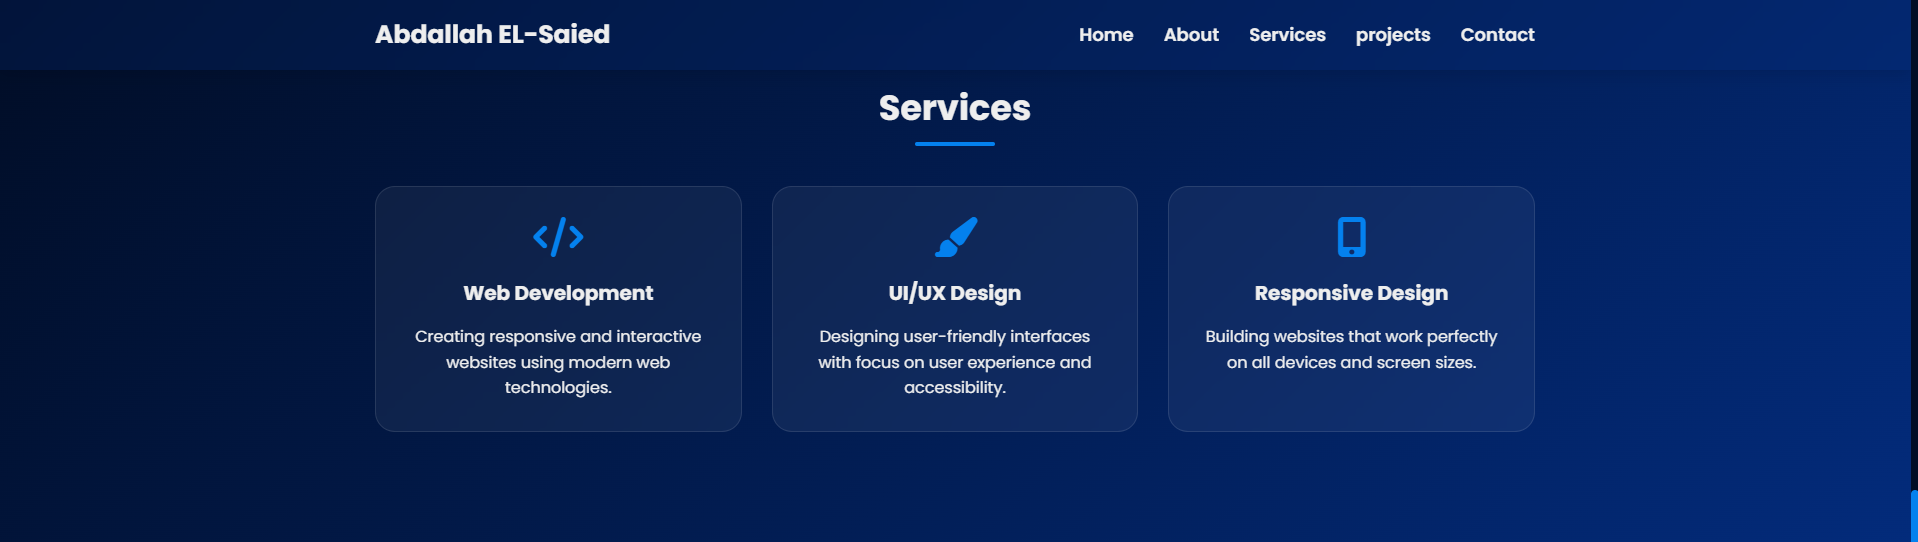 Abdallah EL-Saied
Home About Services projects Contact
Services
Web Development
Creating responsive and interactive
websites using modern web
technologies.
UI/UX Design
Designing user-friendly interfaces
with focus on user experience and
accessibility.
Responsive Design
Building websites that work perfectly
on all devices and screen sizes.